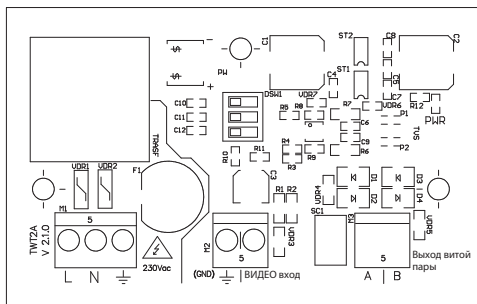 ST2
C8
C1
C2
PW
ST1
C5
DSW1
VDR7
C4
C7
VDR6
R12
PWR
C10
R8
R7
P1
C11
R5
C6
C12
C9
TVS
TRASF
R4
R9
R6
P2
R10
R11
R3
VDR1
VDR2
F1
C3
D1
D3
R1
R2
VDR4
D2
D4
M1
SC1
M3
TWT2A
V 2.1.0
5
M2
5
VDR3
5
VDR5
L N
230Vac
(GND)
ВИДЕО вход
A B
Выход витой
пары